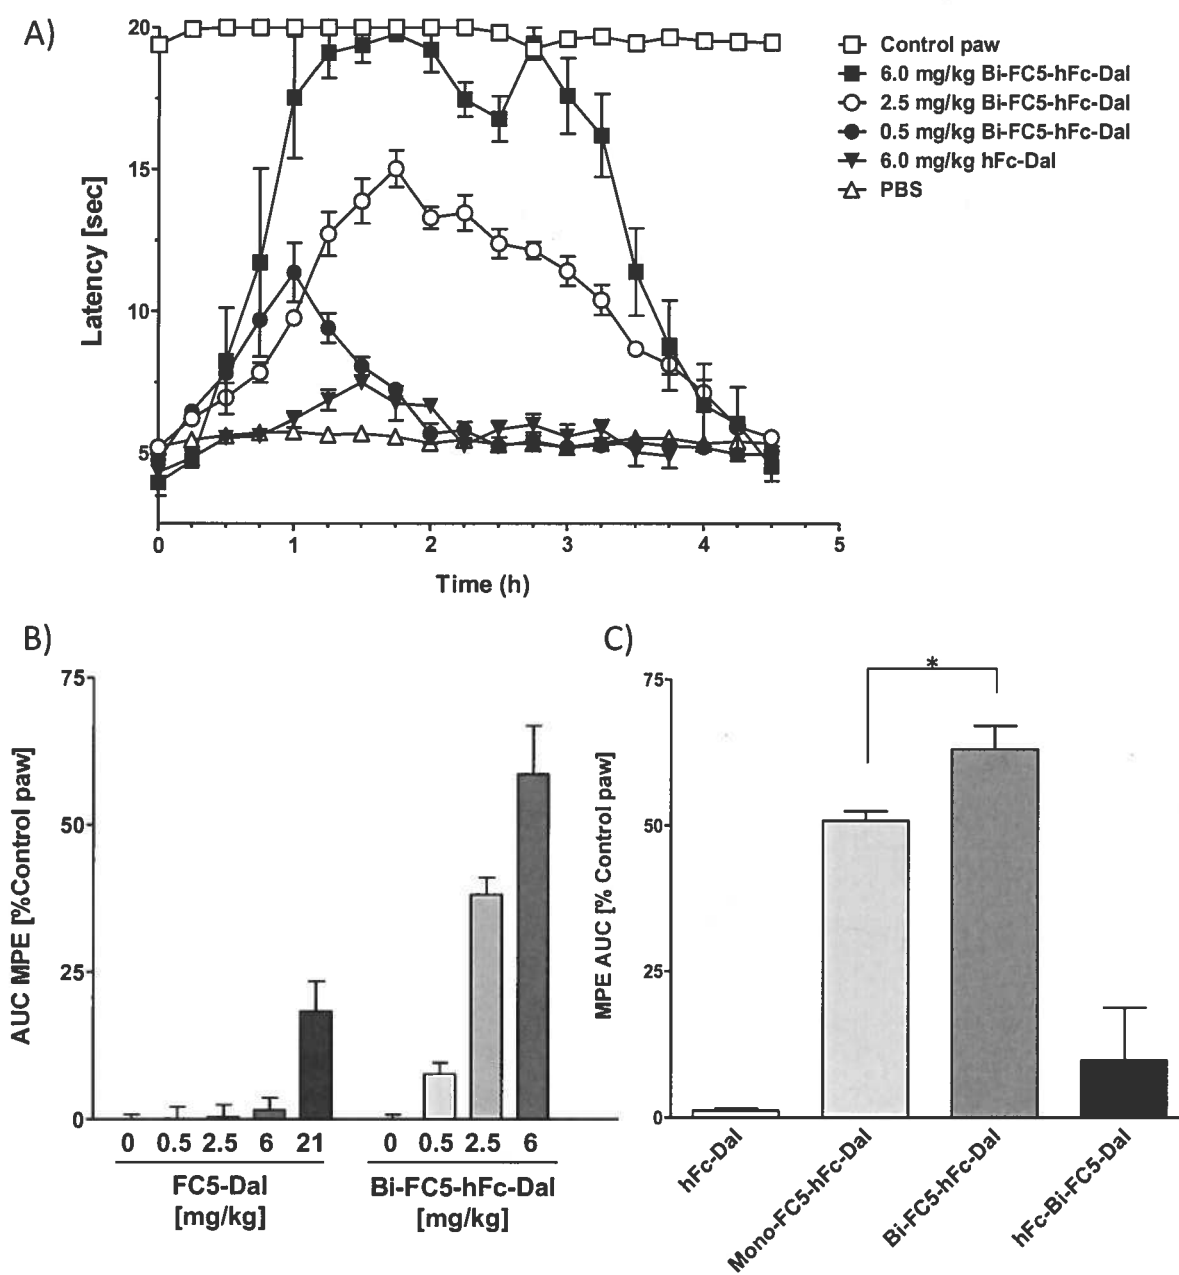 A)
Latency [sec]
20
15
10
5
0
1
2
3
4
5
Time (h)
Control paw
6.0 mg/kg Bi-FC5-hFc-Dal
2.5 mg/kg Bi-FC5-hFc-Dal
0.5 mg/kg Bi-FC5-hFc-Dal
6.0 mg/kg hFc-Dal
PBS
B)
AUC MPE [%Control paw]
75
50
25
0
0 0.5 2.5 6 21
FC5-Dal
[mg/kg]
0 0.5 2.5 6
Bi-FC5-hFc-Dal
[mg/kg]
C)
MPE AUC [% Control paw]
75
50
25
0
*
hFc-Dal
Mono-FC5-hFc-Dal
Bi-FC5-hFc-Dal
hFc-Bi-FC5-Dal